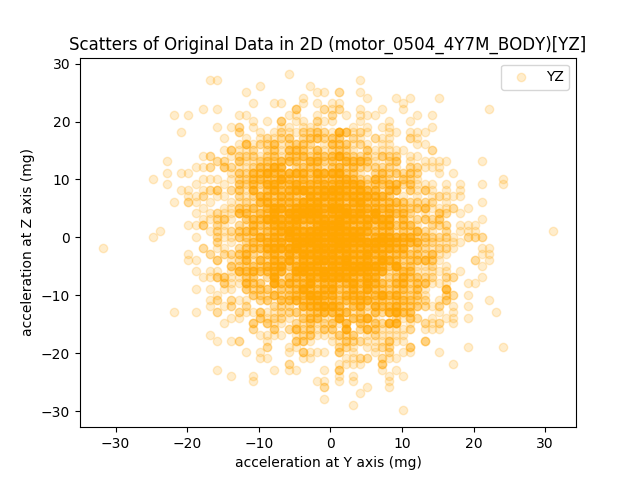 Scatters of Original Data in 2D (motor_0504_4Y7M_BODY)[YZ]
YZ
30
20
10
0
−10
−20
−30
acceleration at Z axis (mg)
−30 −20 −10 0 10 20 30
acceleration at Y axis (mg)